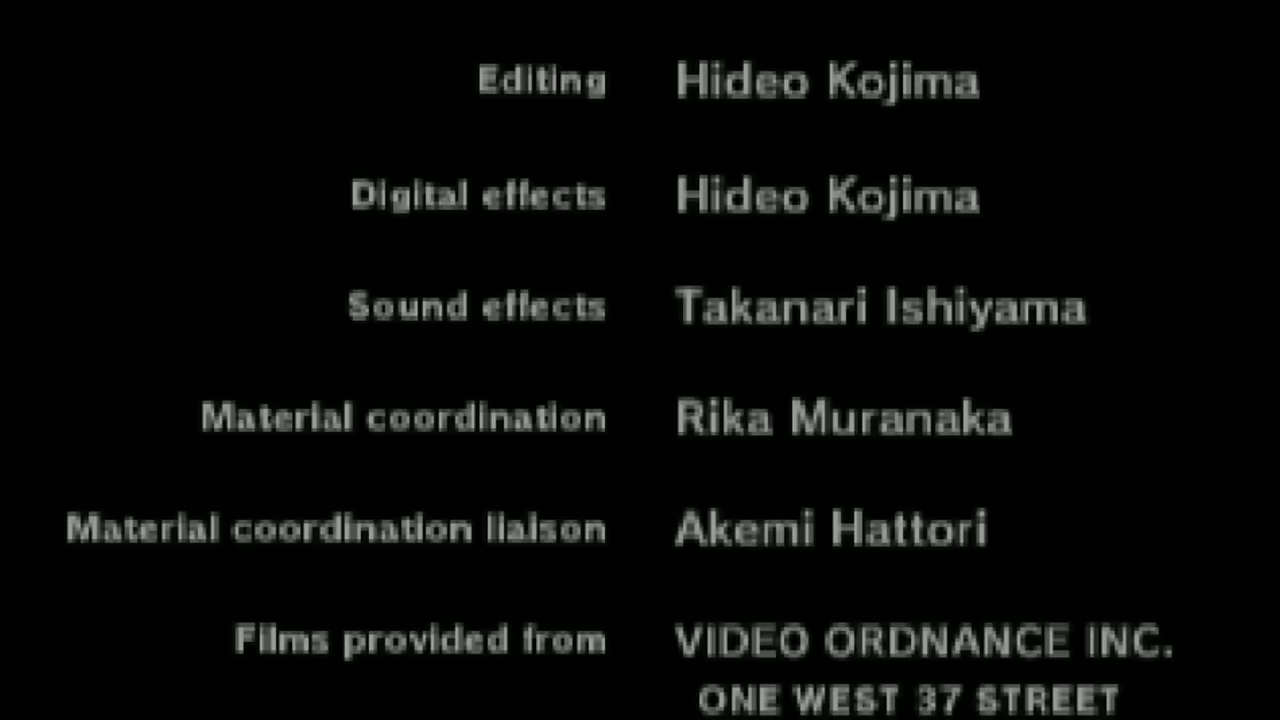 Editing Hideo Kojima
Digital effects Hideo Kojima
Sound effects Takanari Ishiyama
Material coordination Rika Muranaka
Material coordination liaison Akemi Hattori
Films provided from VIDEO ORDNANCE INC.
ONE WEST 37 STREET